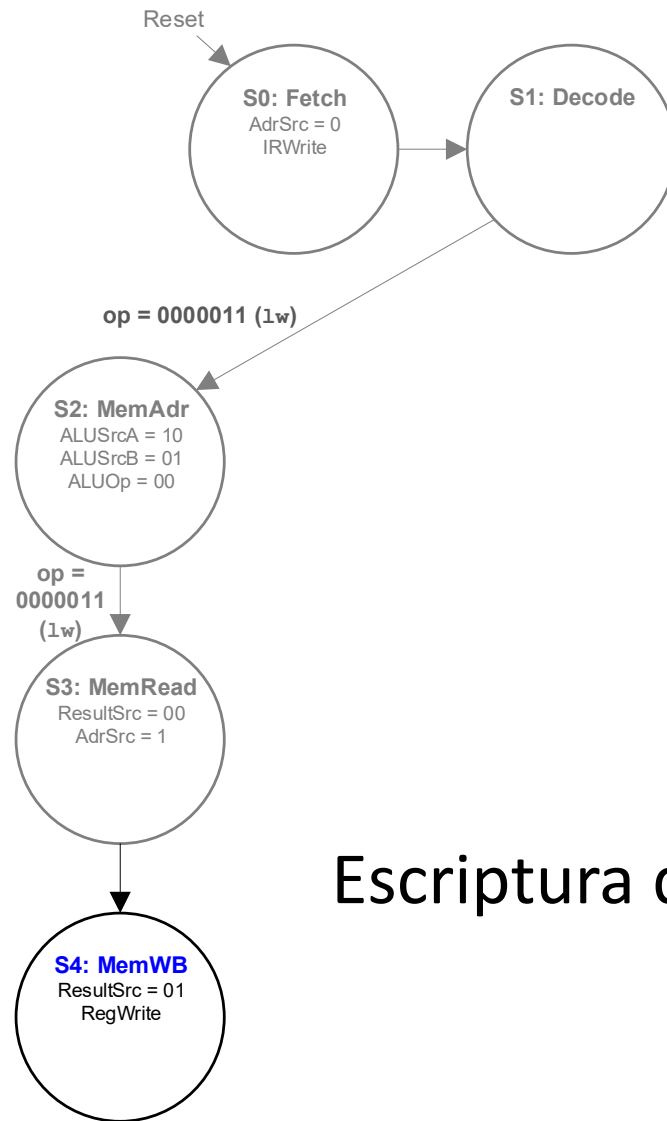 Reset
S0: Fetch
AdrSrc = 0
IRWrite
S1: Decode
op = 0000011 (lw)
S2: MemAdr
ALUSrcA = 10
ALUSrcB = 01
ALUOp = 00
op =
0000011
(lw)
S3: MemRead
ResultSrc = 00
AdrSrc = 1
Escriptura
S4: MemWB
ResultSrc = 01
RegWrite